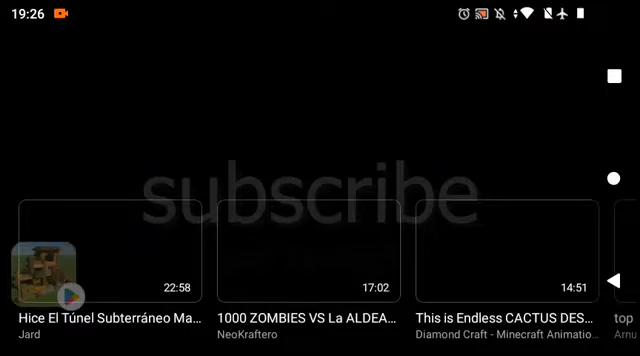 19:26
subscribe
22:58
17:02
14:51
Hice El Túnel Subterráneo Ma...
1000 ZOMBIES VS La ALDEA...
This is Endless CACTUS DES...
top
Jard
NeoKraftero
Diamond Craft - Minecraft Animatio...
Arnu